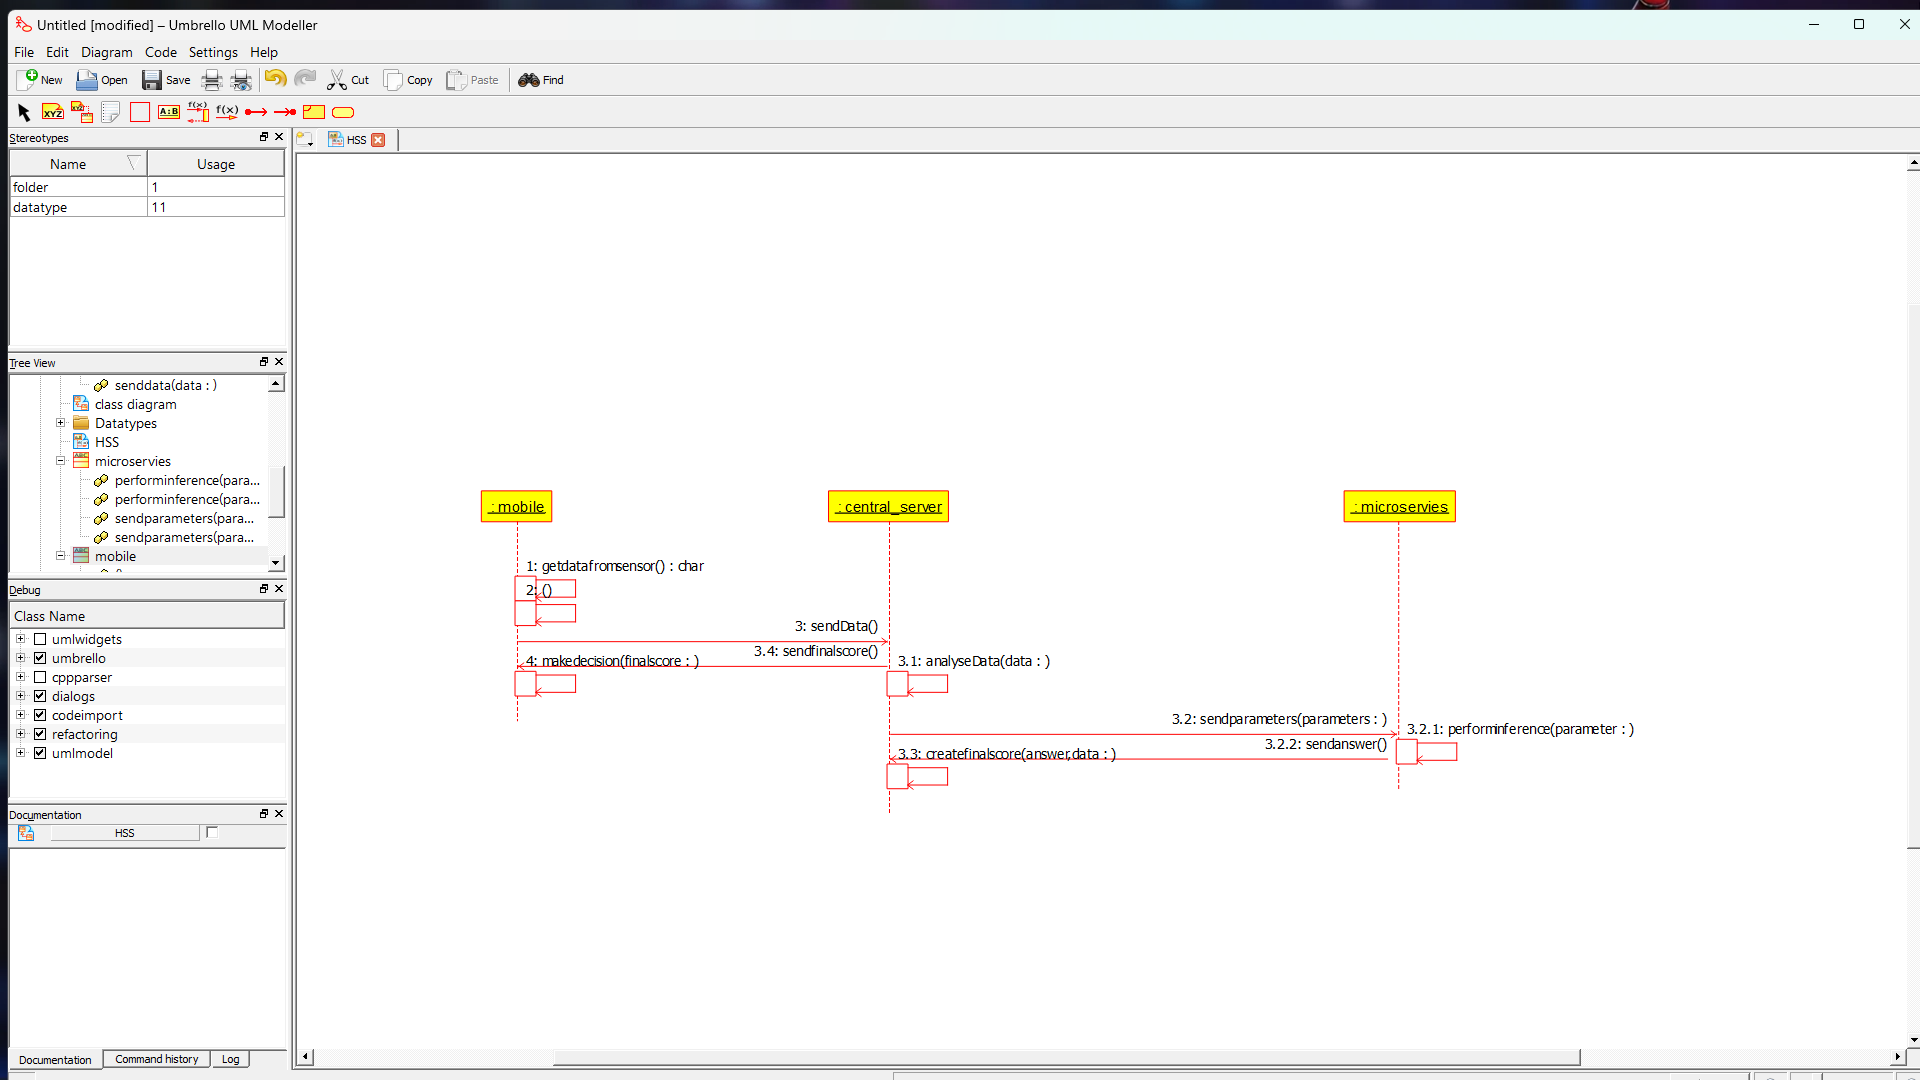 Untitled [modified] – Umbrello UML Modeller
File Edit Diagram Code Settings Help
New Open Save Cut Copy Paste Find
XYZ XYZ A:B f(x) f(x)
Stereotypes
HSS
Name Usage
folder 1
datatype 11
Tree View
senddata(data : )
class diagram
Datatypes
HSS
microservies
performinference(para...
performinference(para...
sendparameters(para...
sendparameters(para...
mobile
Debug
Class Name
umlwidgets
umbrello
cppparser
dialogs
codeimport
refactoring
umlmodel
Documentation
HSS
Documentation Command history Log
: mobile : central_server : microservies
1: getdatafromsensor() : char
2: ()
3: sendData()
3.4: sendfinalscore()
4: makedecision(finalscore : ) 3.1: analyseData(data : )
3.2: sendparameters(parameters : )
3.2.1: performinference(parameter : )
3.2.2: sendanswer()
3.3: createfinalscore(answer,data : )